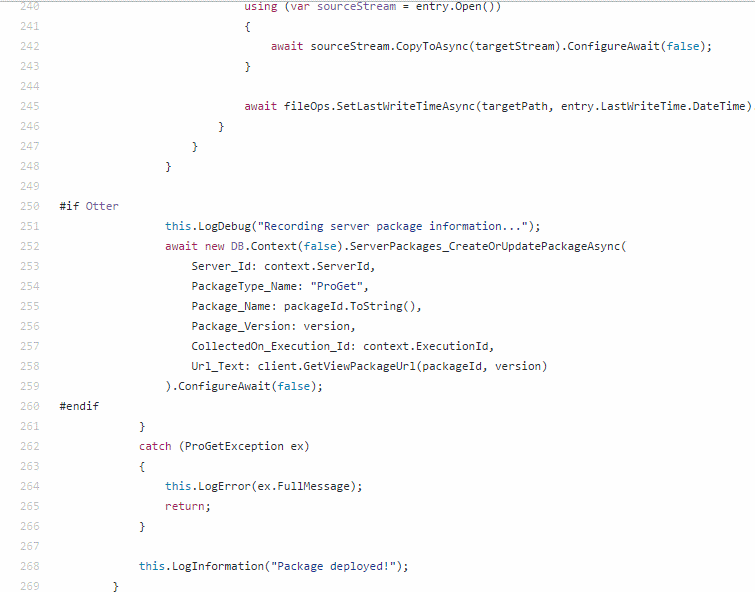 240                             using (var sourceStream = entry.Open())
241                             {
242                                 await sourceStream.CopyToAsync(targetStream).ConfigureAwait(false);
243                             }
244
245                             await fileOps.SetLastWriteTimeAsync(targetPath, entry.LastWriteTime.DateTime)
246                         }
247                     }
248                 }
249
250 #if Otter
251                 this.LogDebug("Recording server package information...");
252                 await new DB.Context(false).ServerPackages_CreateOrUpdatePackageAsync(
253                     Server_Id: context.ServerId,
254                     PackageType_Name: "ProGet",
255                     Package_Name: packageId.ToString(),
256                     Package_Version: version,
257                     CollectedOn_Execution_Id: context.ExecutionId,
258                     Url_Text: client.GetViewPackageUrl(packageId, version)
259                 ).ConfigureAwait(false);
260 #endif
261             }
262             catch (ProGetException ex)
263             {
264                 this.LogError(ex.FullMessage);
265                 return;
266             }
267
268             this.LogInformation("Package deployed!");
269         }